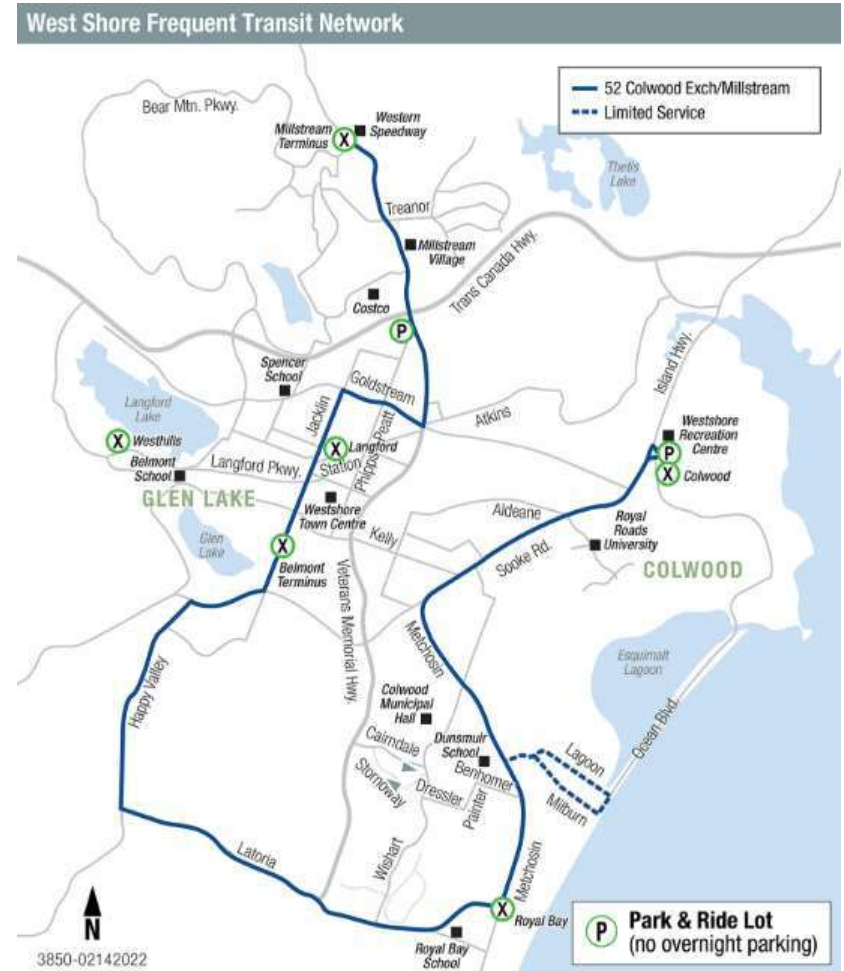 West Shore Frequent Transit Network
52 Colwood Exch/Millstream
Limited Service
Bear Mtn. Pkwy.
Millstream
Terminus
X
Western
Speedway
Thetis
Lake
Treanor
Millstream
Village
Trans Canada Hwy.
Costco
P
Island Hwy.
Spencer
School
Goldstream
Langford
Lake
Jacklin
Peatt
Atkins
X
Westhills
X
Langford
Westshore
Recreation
Centre
P
X
Colwood
Belmont
School
Langford Pkwy.
Station
Phipps
GLEN LAKE
Westshore
Town Centre
Aldeane
Royal
Roads
University
Glen
Lake
Kelly
Sooke Rd.
COLWOOD
X
Belmont
Terminus
Veterans Memorial Hwy.
Metchosin
Esquimalt
Lagoon
Happy Valley
Colwood
Municipal
Hall
Ocean Blvd.
Cairndale
Dunsmuir
School
Lagoon
Benhomer
Stornoway
Dressler
Painter
Milburn
Latoria
Wishart
Metchosin
X
Royal Bay
Royal Bay
School
N
3850-02142022
P
Park & Ride Lot
(no overnight parking)